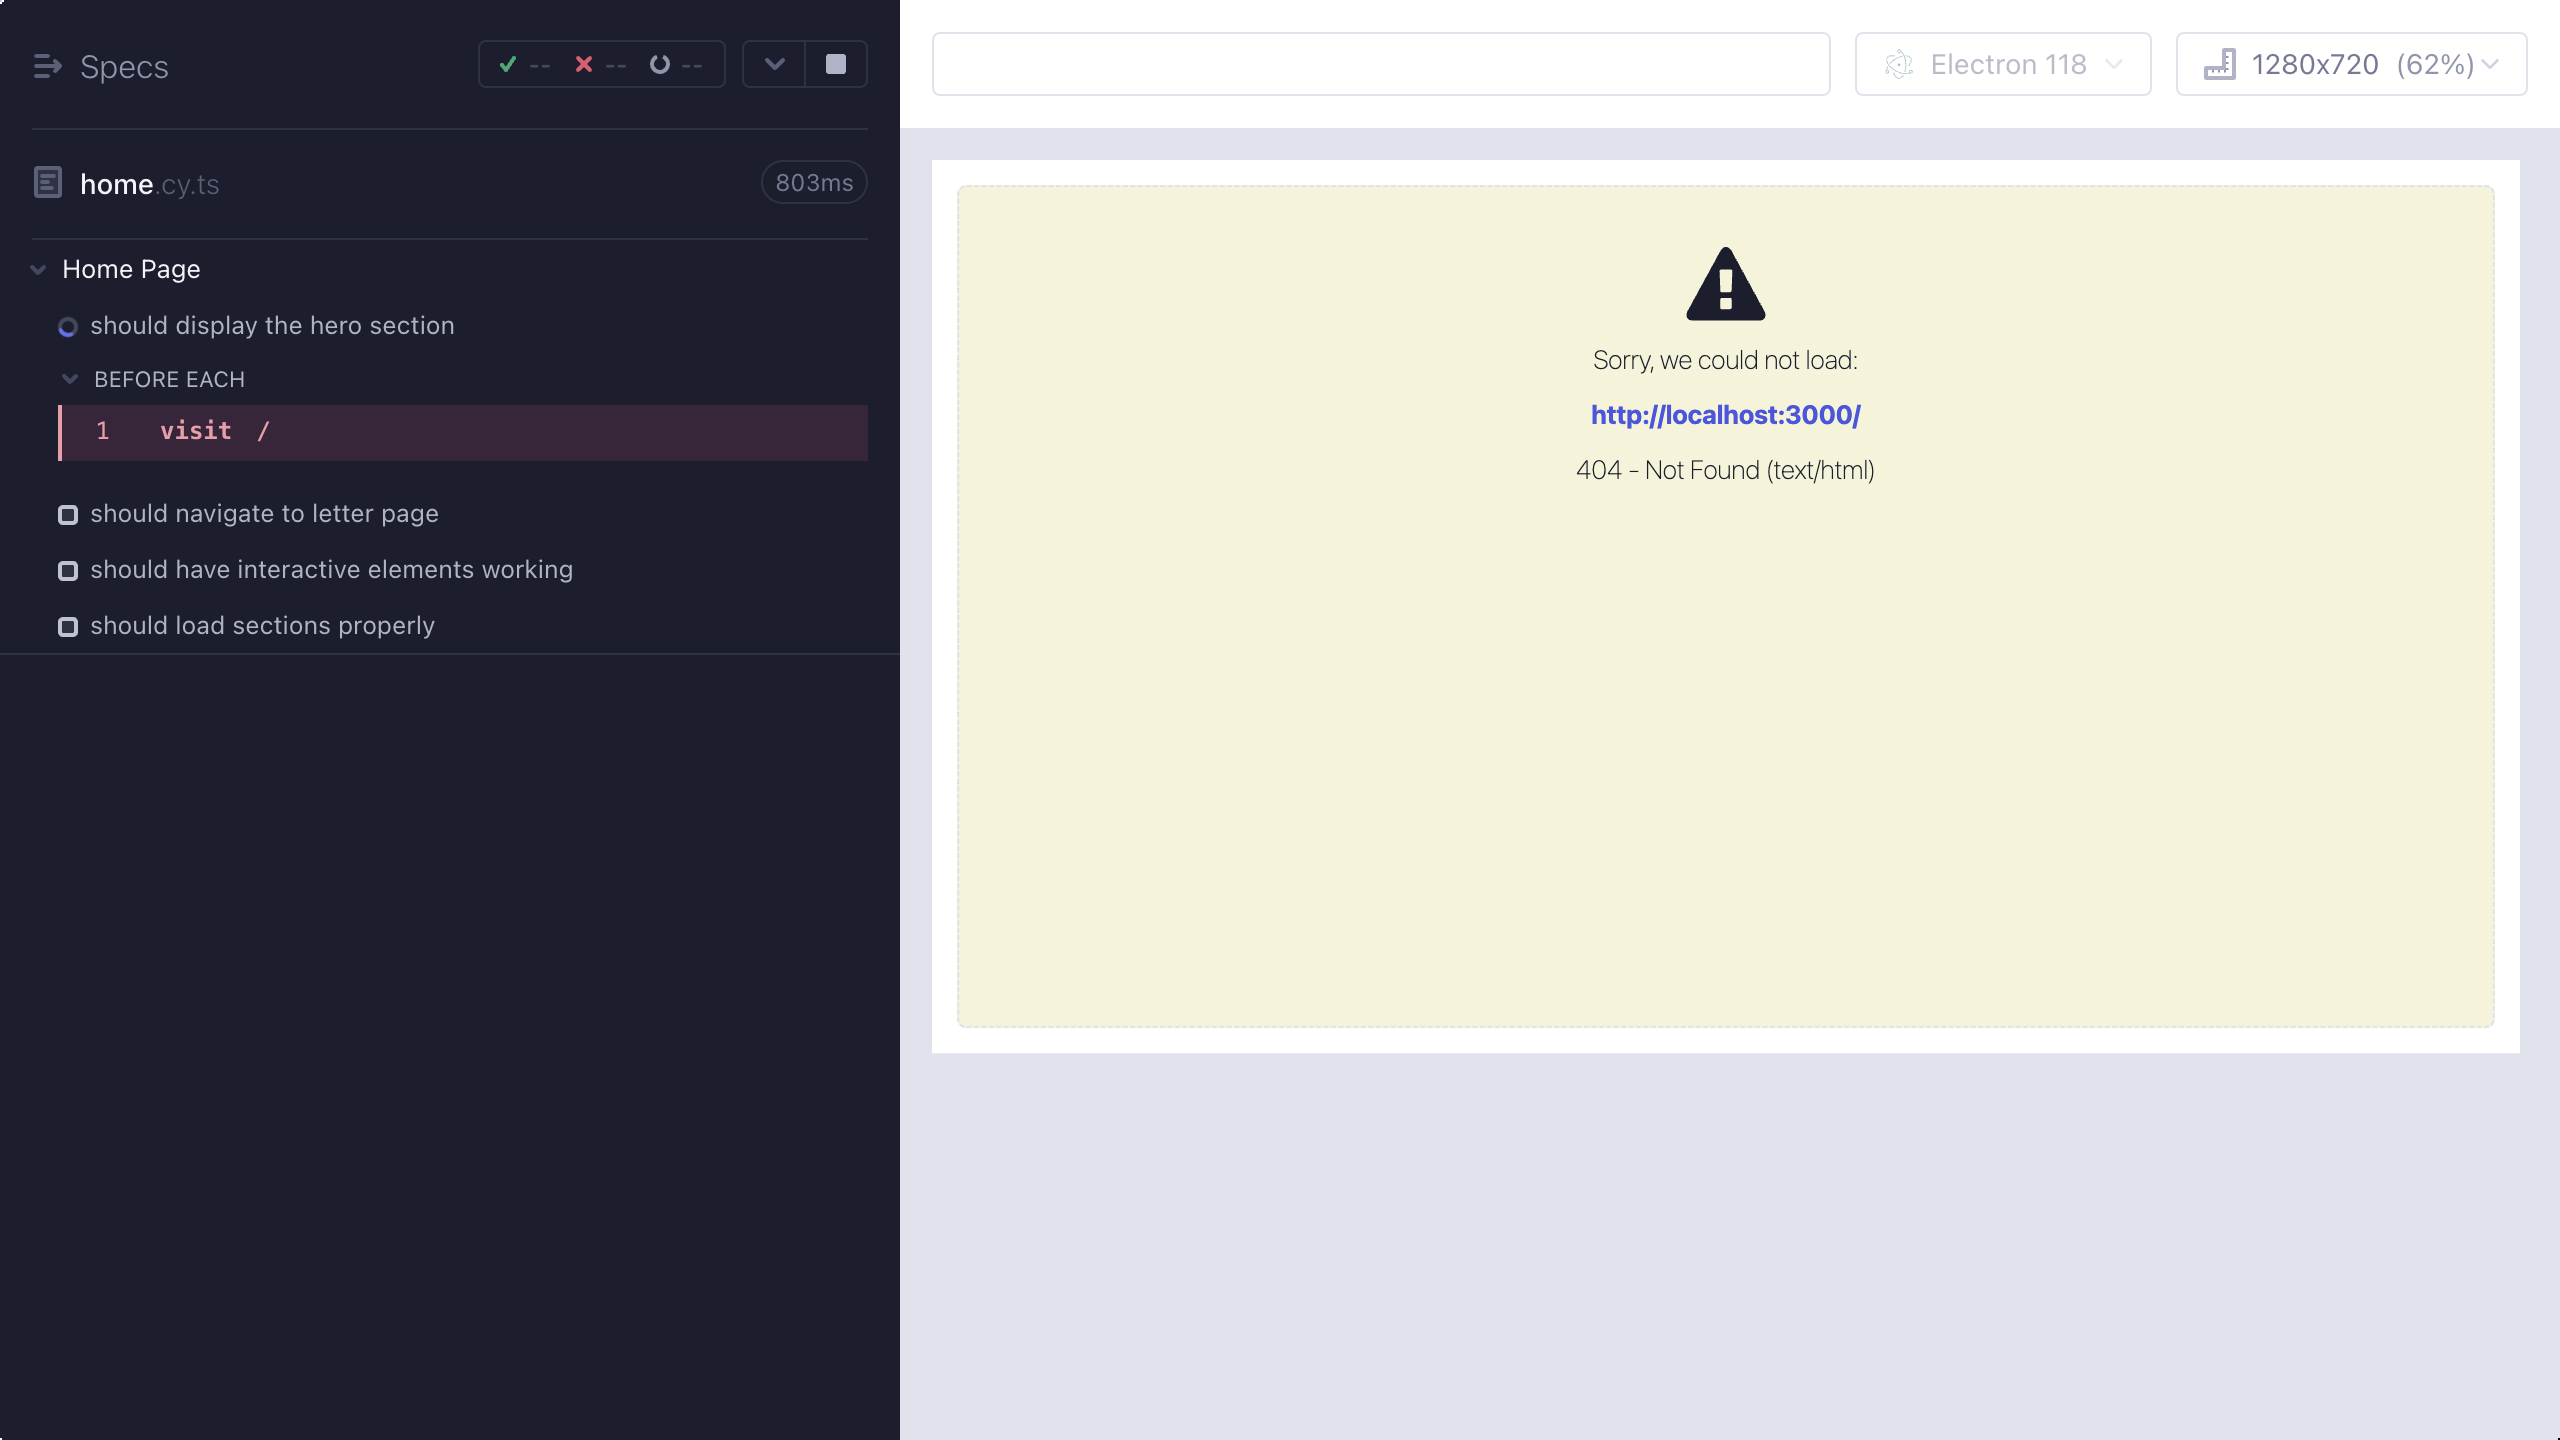 Specs -- -- --
home.cy.ts 803ms
Home Page
should display the hero section
BEFORE EACH
1 visit /
should navigate to letter page
should have interactive elements working
should load sections properly
Electron 118 1280x720 (62%)
Sorry, we could not load:
http://localhost:3000/
404 - Not Found (text/html)